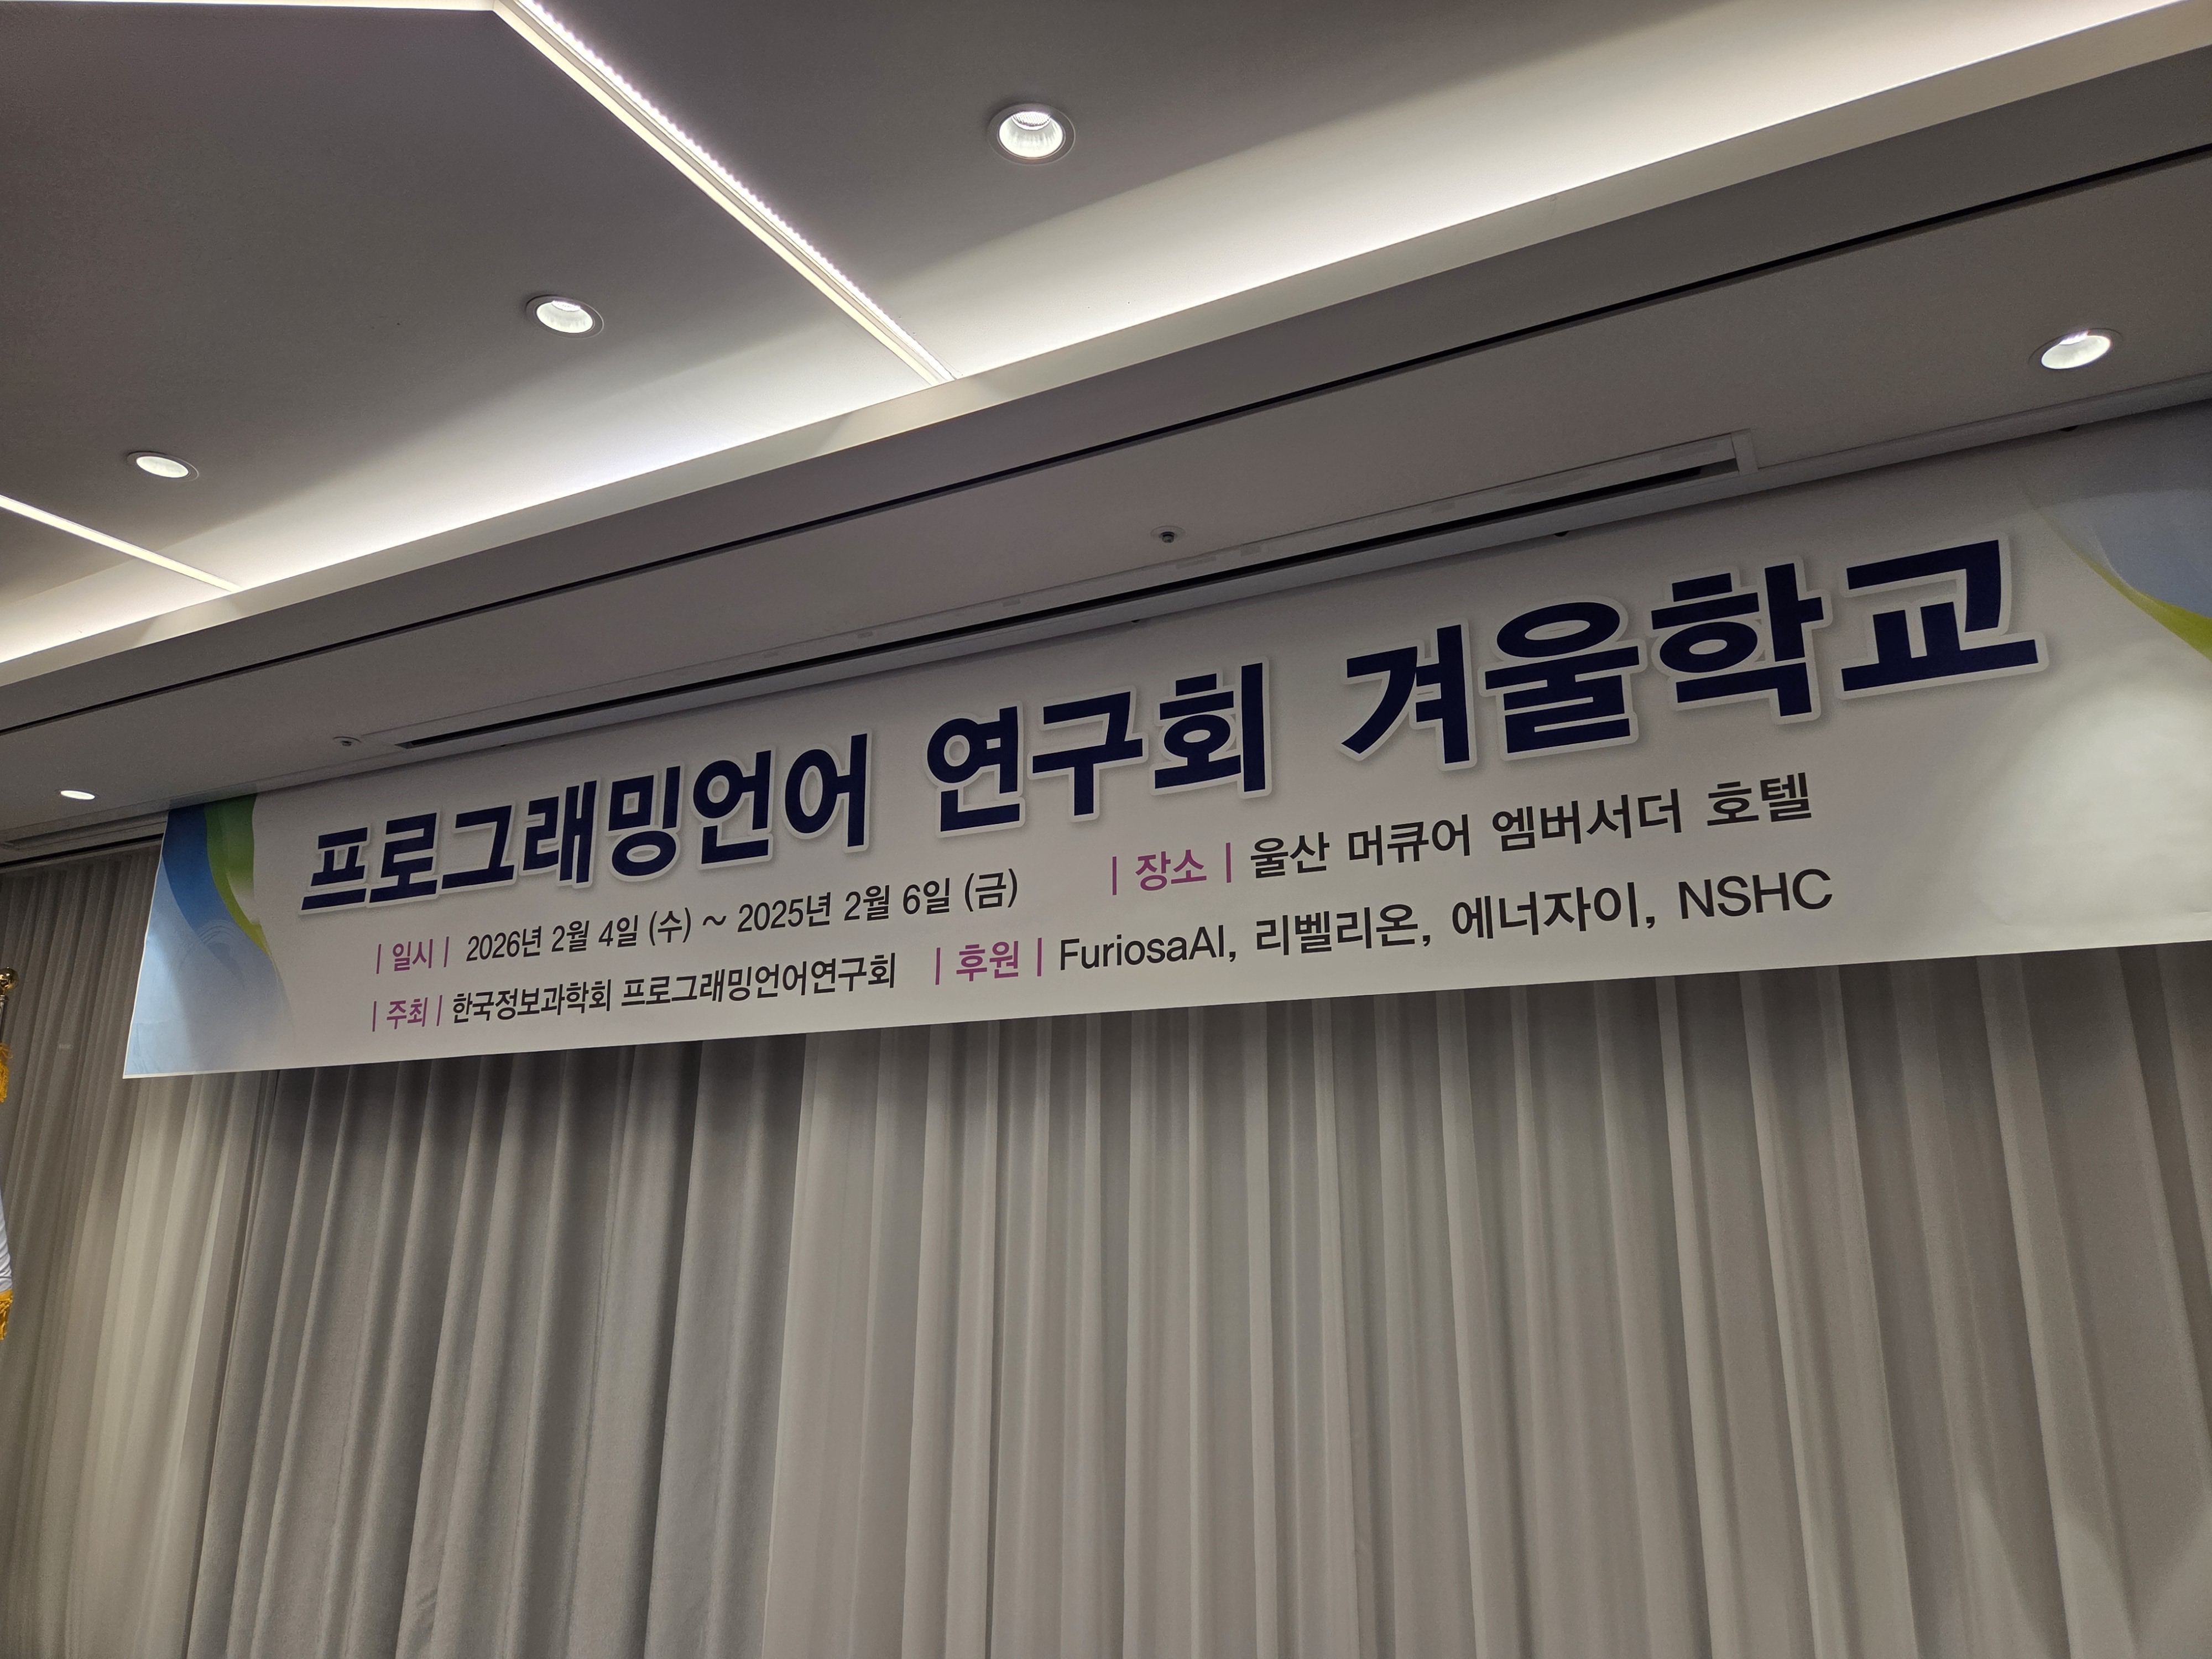 프로그래밍언어 연구회 겨울학교
| 일시 | 2026년 2월 4일 (수) ~ 2025년 2월 6일 (금) | 장소 | 울산 머큐어 엠버서더 호텔
| 주최 | 한국정보과학회 프로그래밍언어연구회 | 후원 | FuriosaAI, 리벨리온, 에너자이, NSHC